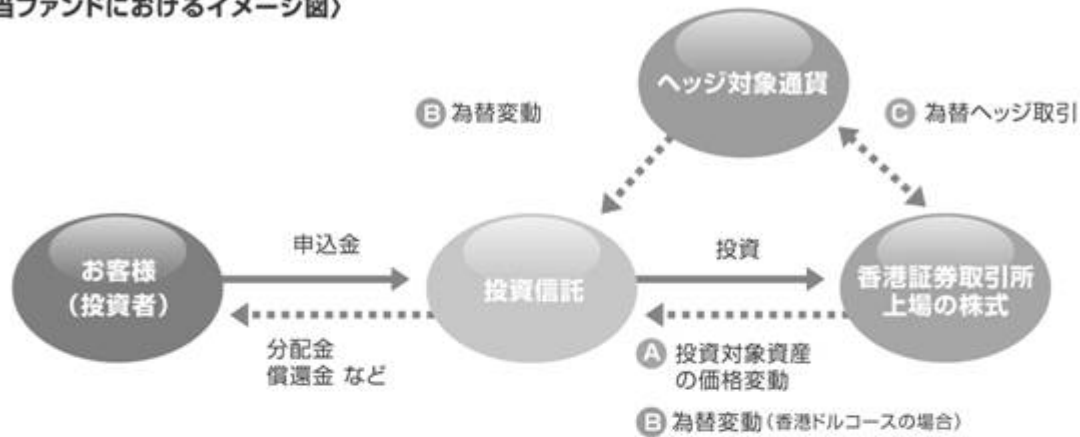 当ファンドにおけるイメージ図〉
ヘッジ対象通貨
B 為替変動
C 為替ヘッジ取引
お客様
（投資者）
申込金
投資信託
投資
香港証券取引所
上場の株式
分配金
償還金 など
A 投資対象資産
の価格変動
B 為替変動（香港ドルコースの場合）